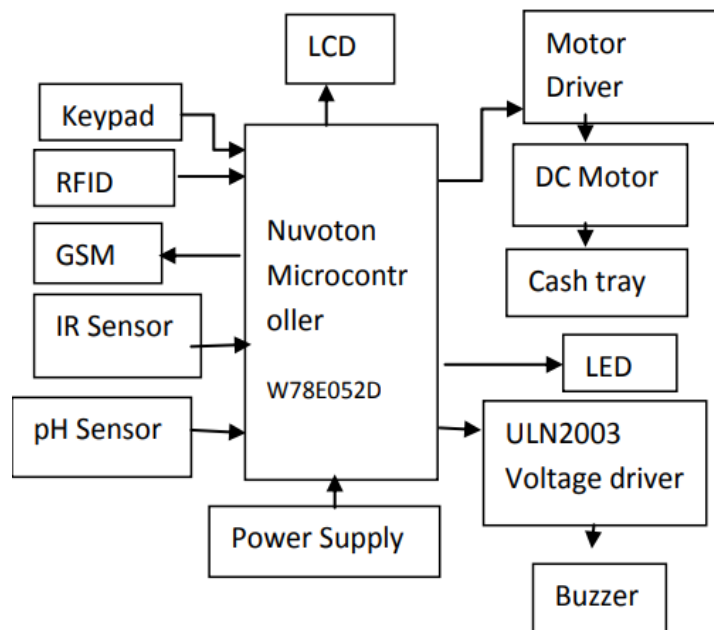 LCD
Motor
Driver
Keypad
RFID
DC Motor
GSM
Nuvoton
Microcontr
oller
W78E052D
Cash tray
IR Sensor
LED
pH Sensor
ULN2003
Voltage driver
Power Supply
Buzzer